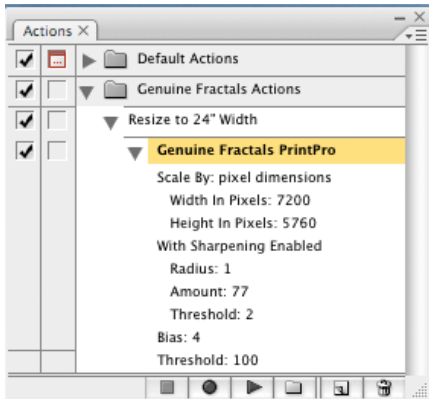 Actions
Default Actions
Genuine Fractals Actions
Resize to 24" Width
Genuine Fractals PrintPro
Scale By: pixel dimensions
Width In Pixels: 7200
Height In Pixels: 5760
With Sharpening Enabled
Radius: 1
Amount: 77
Threshold: 2
Bias: 4
Threshold: 100